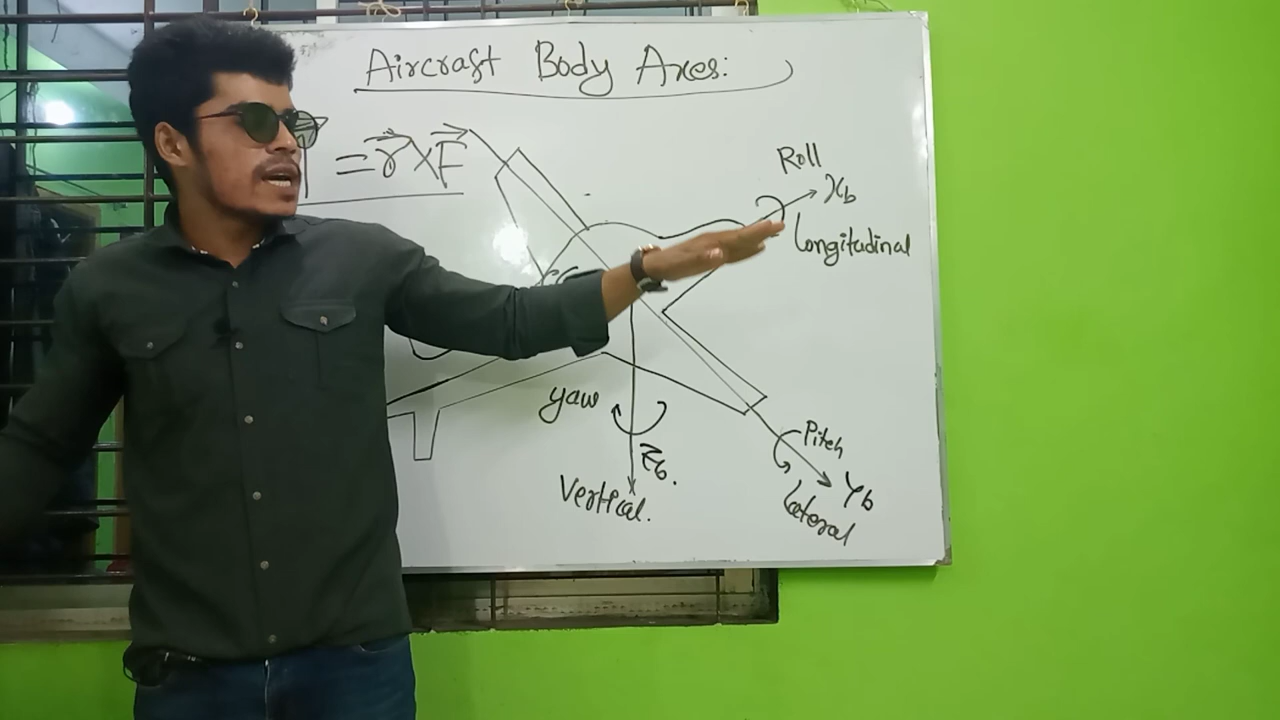 Aircraft Body Axes:
= r × F
Roll
Xb
Longitudinal
yaw
Zb.
Vertical.
Pitch
Yb
Lateral